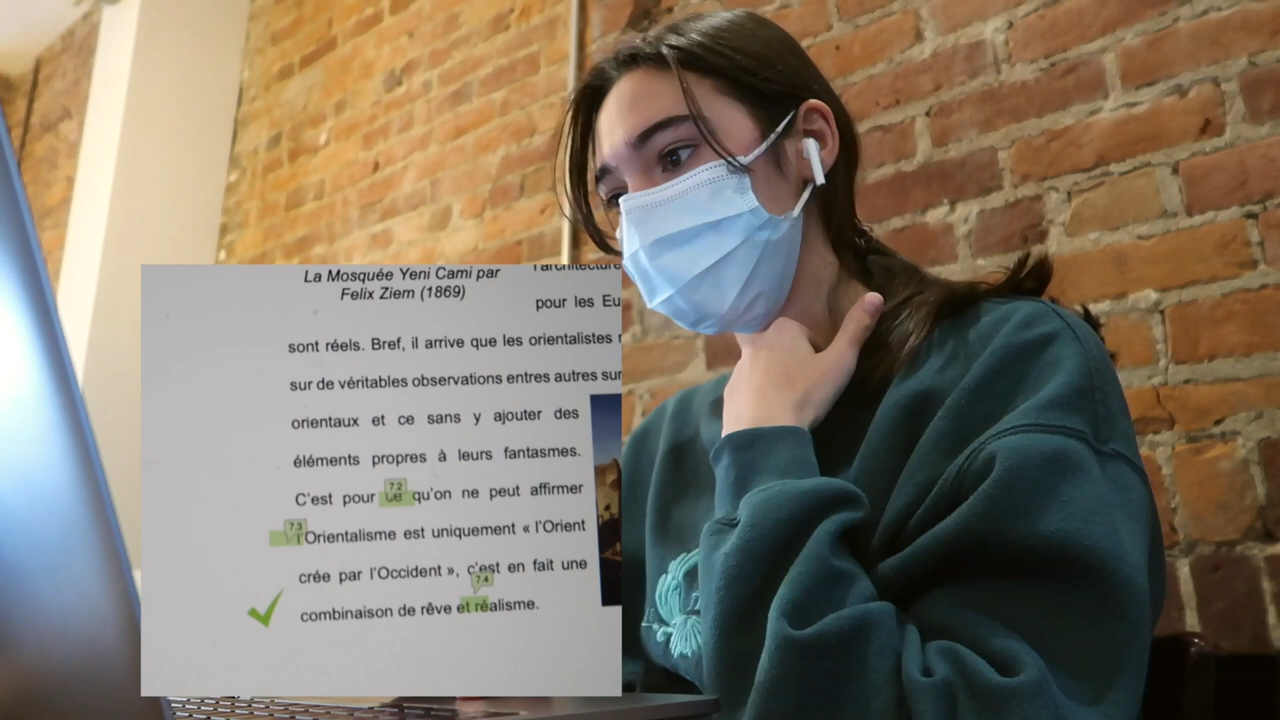 La Mosquée Yeni Cami par
Felix Ziem (1869)
l'architecture
pour les Eu
sont réels. Bref, il arrive que les orientalistes
sur de véritables observations entres autres sur
orientaux et ce sans y ajouter des
éléments propres à leurs fantasmes.
7.2
C'est pour ce qu'on ne peut affirmer
7.3
l'Orientalisme est uniquement « l'Orient
crée par l'Occident », c'est en fait une
7.4
combinaison de rêve et réalisme.